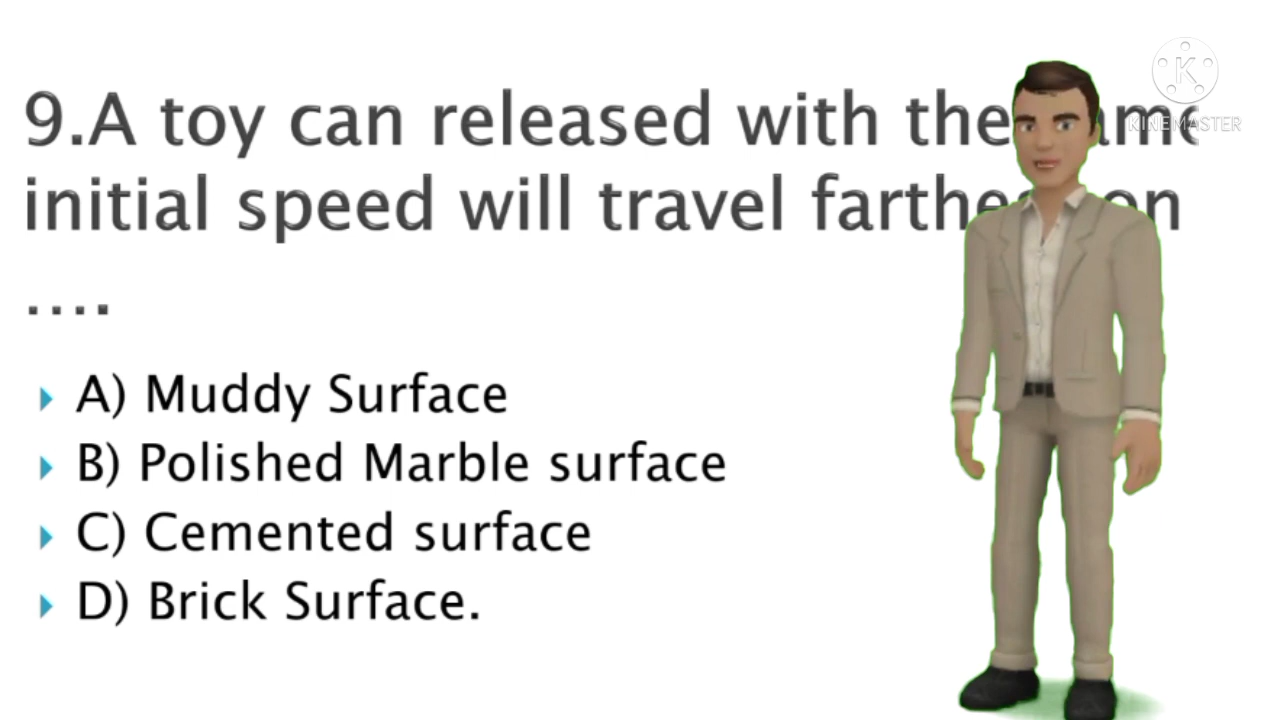 9.A toy can released with the
initial speed will travel on
....
A) Muddy Surface
B) Polished Marble surface
C) Cemented surface
D) Brick Surface.
K
KINEMASTER